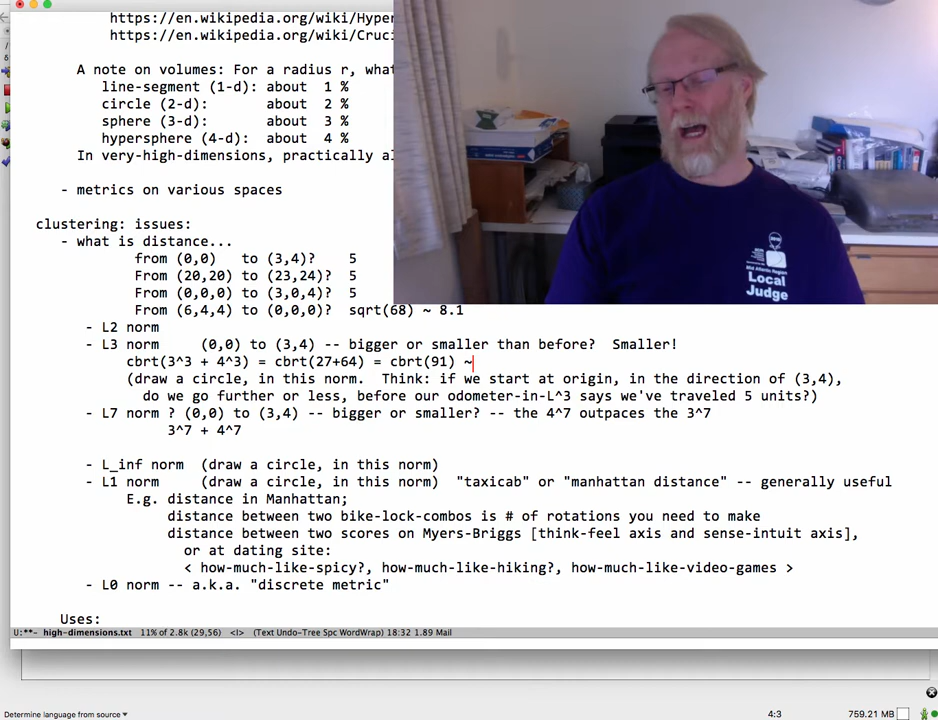 https://en.wikipedia.org/wiki/Hyper
https://en.wikipedia.org/wiki/Cruci
A note on volumes: For a radius r, wha
line-segment (1-d): about 1 %
circle (2-d): about 2 %
sphere (3-d): about 3 %
hypersphere (4-d): about 4 %
In very-high-dimensions, practically al
- metrics on various spaces
clustering: issues:
- what is distance...
from (0,0) to (3,4)? 5
From (20,20) to (23,24)? 5
From (0,0,0) to (3,0,4)? 5
From (6,4,4) to (0,0,0)? sqrt(68) ~ 8.1
- L2 norm
- L3 norm (0,0) to (3,4) -- bigger or smaller than before? Smaller!
cbrt(3^3 + 4^3) = cbrt(27+64) = cbrt(91) ~
(draw a circle, in this norm. Think: if we start at origin, in the direction of (3,4),
do we go further or less, before our odometer-in-L^3 says we've traveled 5 units?)
- L7 norm ? (0,0) to (3,4) -- bigger or smaller? -- the 4^7 outpaces the 3^7
3^7 + 4^7
- L_inf norm (draw a circle, in this norm)
- L1 norm (draw a circle, in this norm) "taxicab" or "manhattan distance" -- generally useful
E.g. distance in Manhattan;
distance between two bike-lock-combos is # of rotations you need to make
distance between two scores on Myers-Briggs [think-feel axis and sense-intuit axis],
or at dating site:
< how-much-like-spicy?, how-much-like-hiking?, how-much-like-video-games >
- L0 norm -- a.k.a. "discrete metric"
Uses:
U:**- high-dimensions.txt 11% of 2.8k (29,56) <I> (Text Undo-Tree Spc WordWrap) 18:32 1.89 Mail
Determine language from source
4:3
759.21 MB
Mid Atlantic Region
Local
Judge